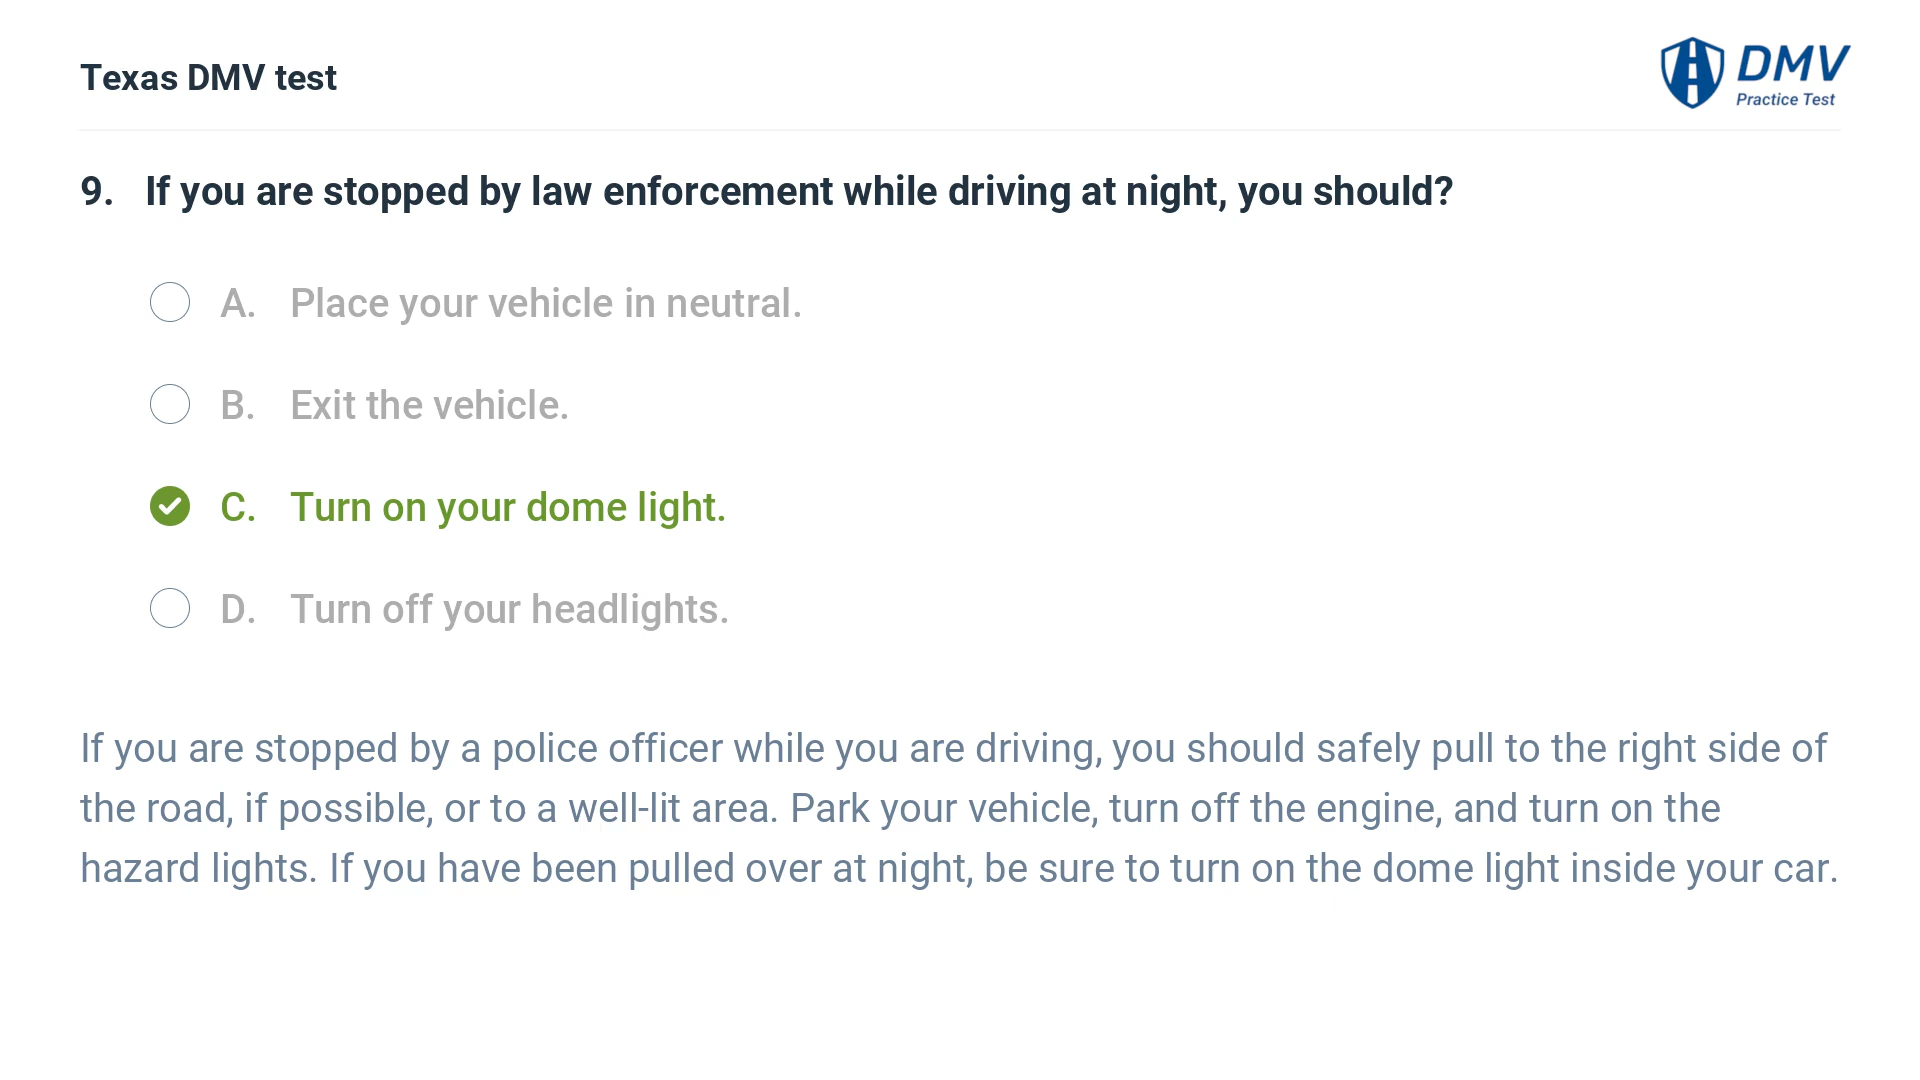 Texas DMV test
DMV
Practice Test
9. If you are stopped by law enforcement while driving at night, you should?
A. Place your vehicle in neutral.
B. Exit the vehicle.
C. Turn on your dome light.
D. Turn off your headlights.
If you are stopped by a police officer while you are driving, you should safely pull to the right side of
the road, if possible, or to a well-lit area. Park your vehicle, turn off the engine, and turn on the
hazard lights. If you have been pulled over at night, be sure to turn on the dome light inside your car.